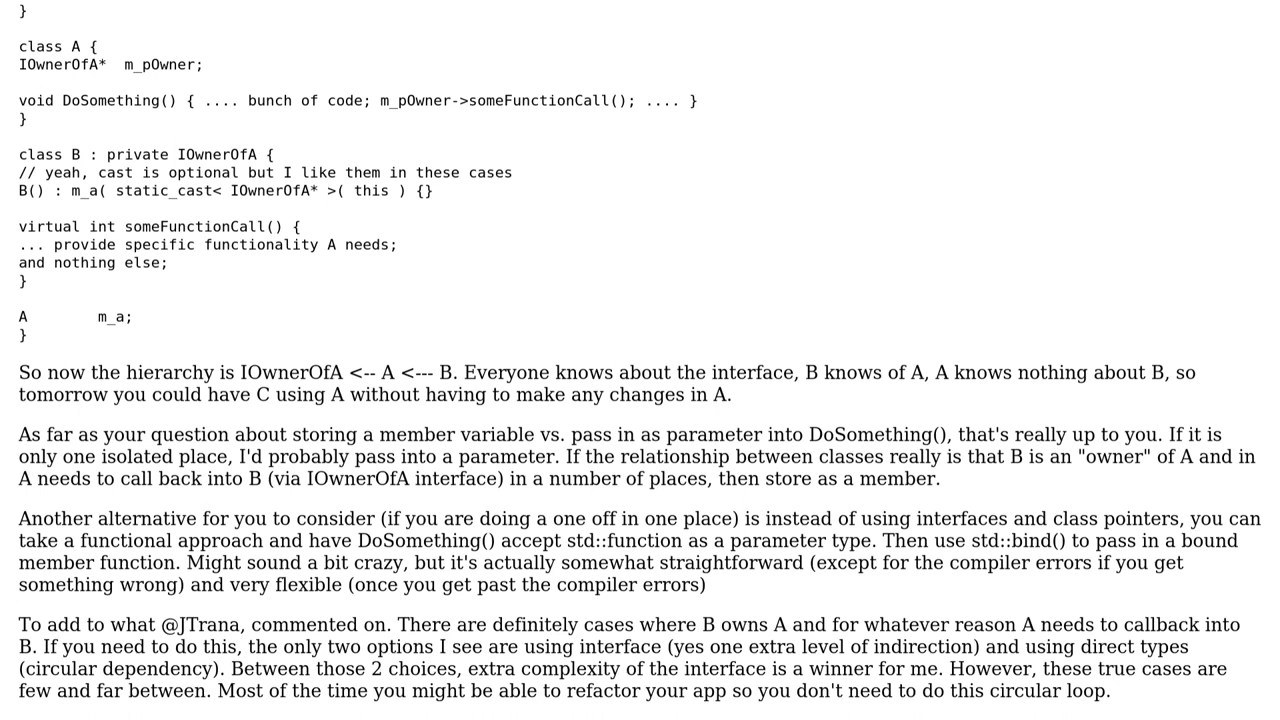 }
class A {
IOwnerOfA*  m_pOwner;
void DoSomething() { .... bunch of code; m_pOwner->someFunctionCall(); .... }
}
class B : private IOwnerOfA {
// yeah, cast is optional but I like them in these cases
B() : m_a( static_cast< IOwnerOfA* >( this ) {}
virtual int someFunctionCall() {
... provide specific functionality A needs;
and nothing else;
}
A        m_a;
}
So now the hierarchy is IOwnerOfA <-- A <--- B. Everyone knows about the interface, B knows of A, A knows nothing about B, so
tomorrow you could have C using A without having to make any changes in A.
As far as your question about storing a member variable vs. pass in as parameter into DoSomething(), that's really up to you. If it is
only one isolated place, I'd probably pass into a parameter. If the relationship between classes really is that B is an "owner" of A and in
A needs to call back into B (via IOwnerOfA interface) in a number of places, then store as a member.
Another alternative for you to consider (if you are doing a one off in one place) is instead of using interfaces and class pointers, you can
take a functional approach and have DoSomething() accept std::function as a parameter type. Then use std::bind() to pass in a bound
member function. Might sound a bit crazy, but it's actually somewhat straightforward (except for the compiler errors if you get
something wrong) and very flexible (once you get past the compiler errors)
To add to what @JTrana, commented on. There are definitely cases where B owns A and for whatever reason A needs to callback into
B. If you need to do this, the only two options I see are using interface (yes one extra level of indirection) and using direct types
(circular dependency). Between those 2 choices, extra complexity of the interface is a winner for me. However, these true cases are
few and far between. Most of the time you might be able to refactor your app so you don't need to do this circular loop.